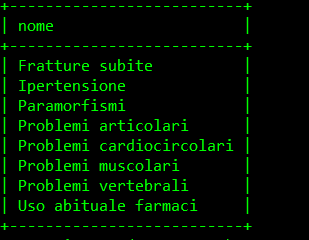 nome
Fratture subite
Ipertensione
Paramorfismi
Problemi articolari
Problemi cardiocircolari
Problemi muscolari
Problemi vertebrali
Uso abituale farmaci